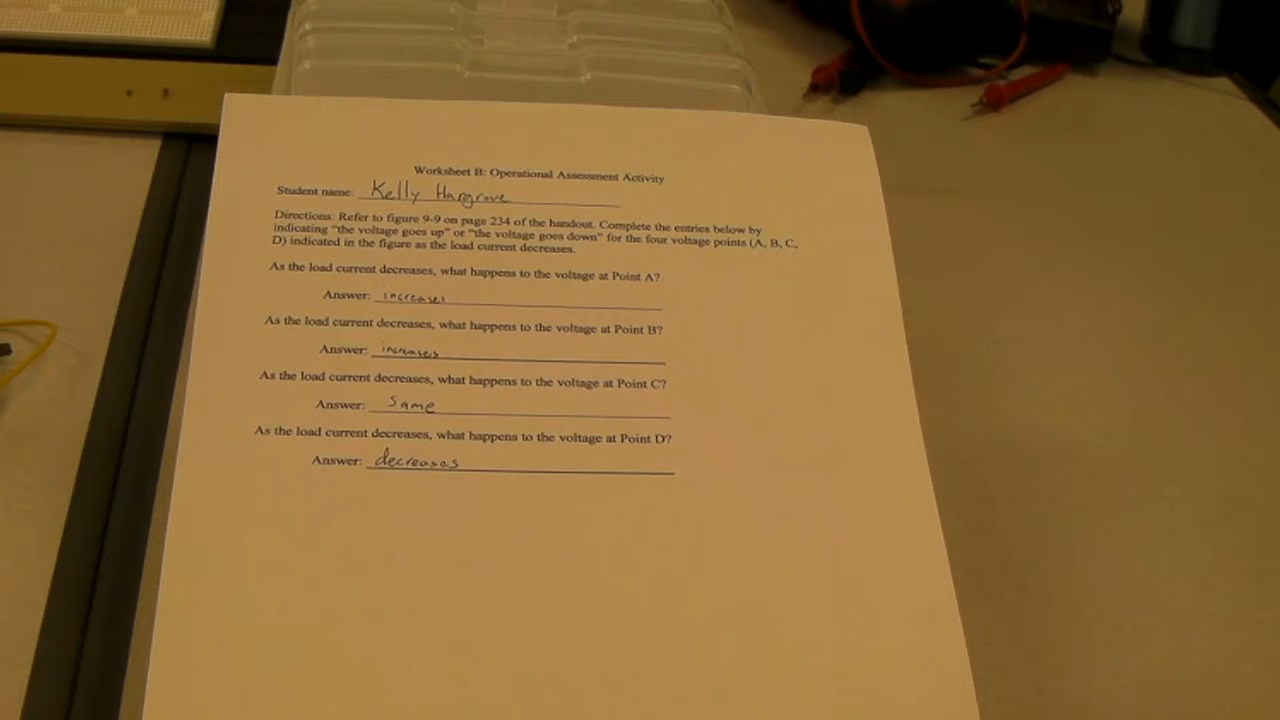 Worksheet B: Operational Assessment Activity
Student name: Kelly Hargrove
Directions: Refer to figure 9-9 on page 234 of the handout. Complete the entries below by
indicating "the voltage goes up" or "the voltage goes down" for the four voltage points (A, B, C,
D) indicated in the figure as the load current decreases.
As the load current decreases, what happens to the voltage at Point A?
Answer: increases
As the load current decreases, what happens to the voltage at Point B?
Answer: increases
As the load current decreases, what happens to the voltage at Point C?
Answer: Same
As the load current decreases, what happens to the voltage at Point D?
Answer: decreases